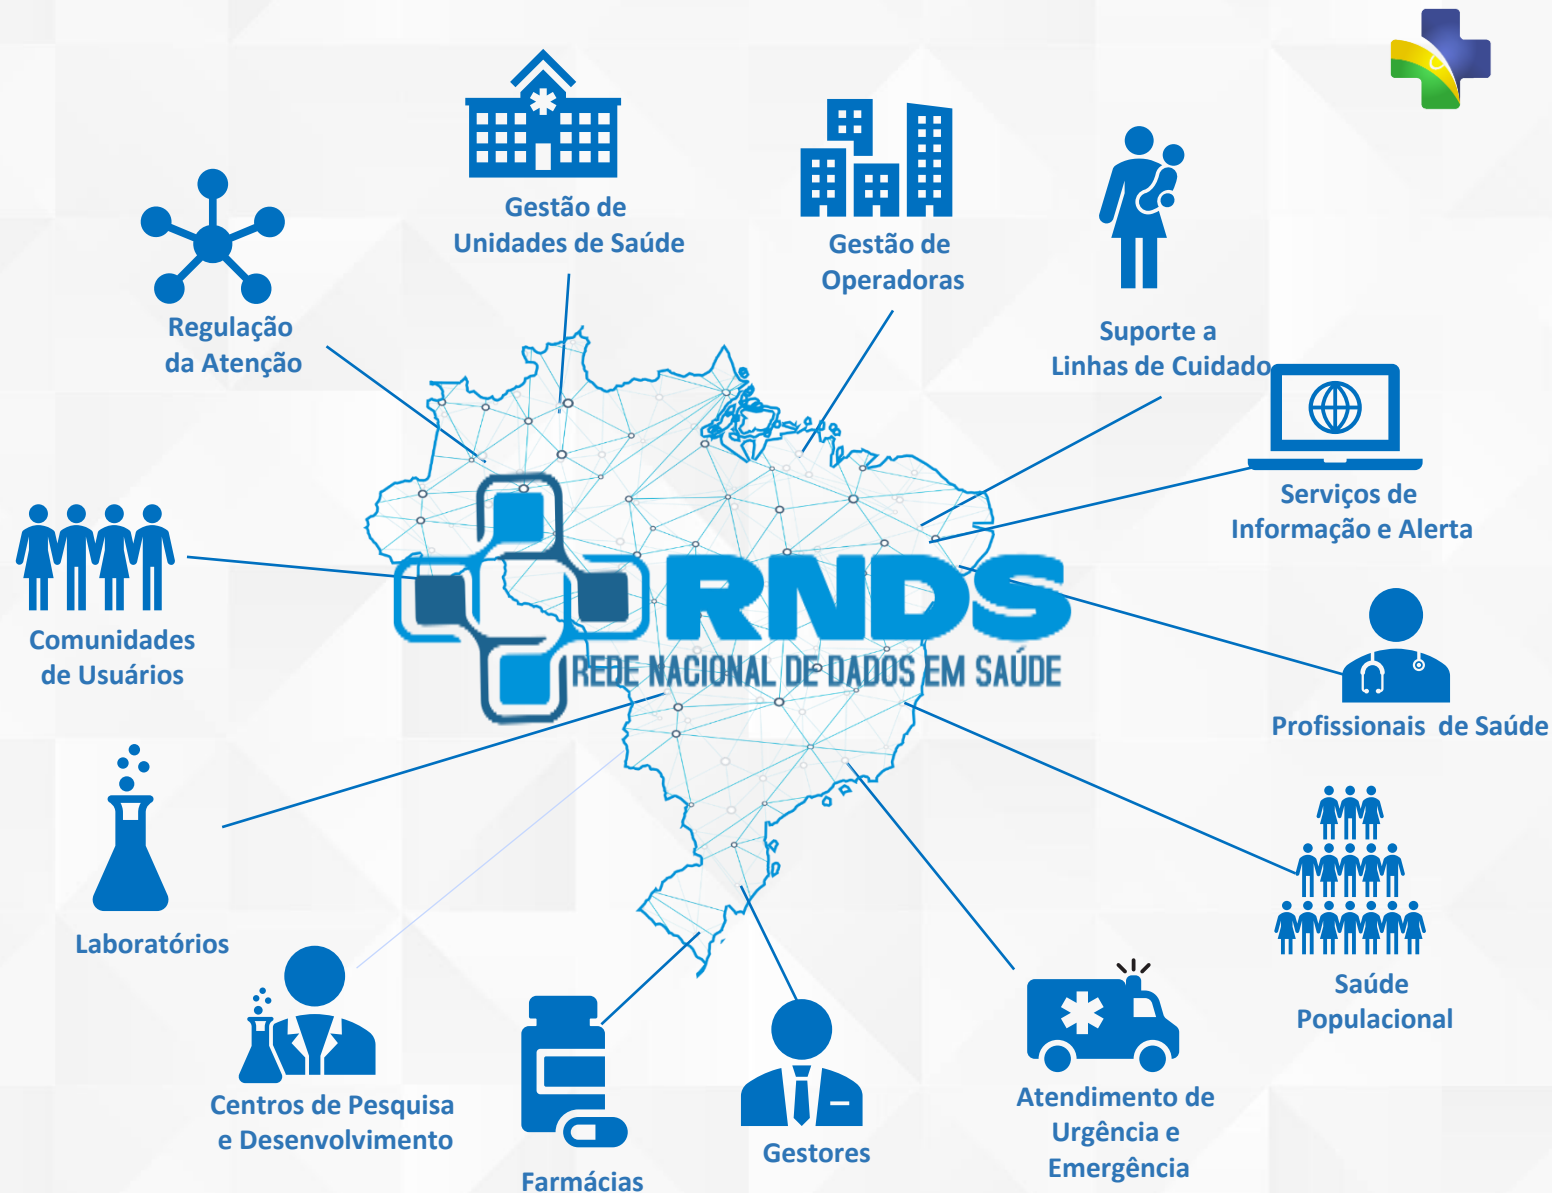 Gestão de
Unidades de Saúde
Gestão de
Operadoras
Regulação
da Atenção
Suporte a
Linhas de Cuidado
Serviços de
Informação e Alerta
Comunidades
de Usuários
RNDS
REDE NACIONAL DE DADOS EM SAÚDE
Profissionais  de Saúde
Laboratórios
Saúde
Populacional
Centros de Pesquisa
e Desenvolvimento
Farmácias
Gestores
Atendimento de
Urgência e
Emergência